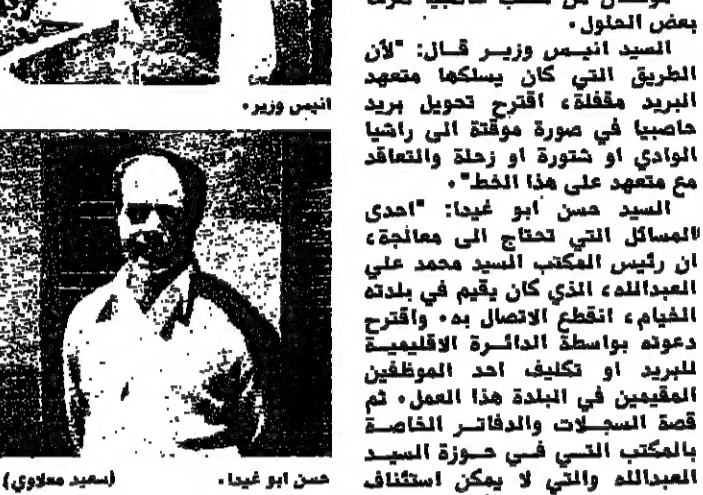 بعض الحلول.
السيد انيس وزير قال: "لأن
الطريق التي كان يسلكها متعهد
البريد مقفلة، اقترح تحويل بريد
حاصبيا في صورة موقتة الى راشيا
الوادي او شتورة او زحلة والتعاقد
مع متعهد على هذا الخط".
السيد حسن ابو غيدا: "احدى
المسائل التي تحتاج الى معالجة،
ان رئيس المكتب السيد محمد علي
العبدالله، الذي كان يقيم في بلدته
الخيام، انقطع الاتصال به. واقترح
دعوته بواسطة الدائرة الاقليمية
للبريد او تكليف احد الموظفين
المقيمين في البلدة هذا العمل. ثم
قصة السجلات والدفاتر الخاصة
بالمكتب التي في حوزة السيد
العبدالله والتي لا يمكن استئناف
انيس وزير.
حسن ابو غيدا.
(سعيد معلاوي)